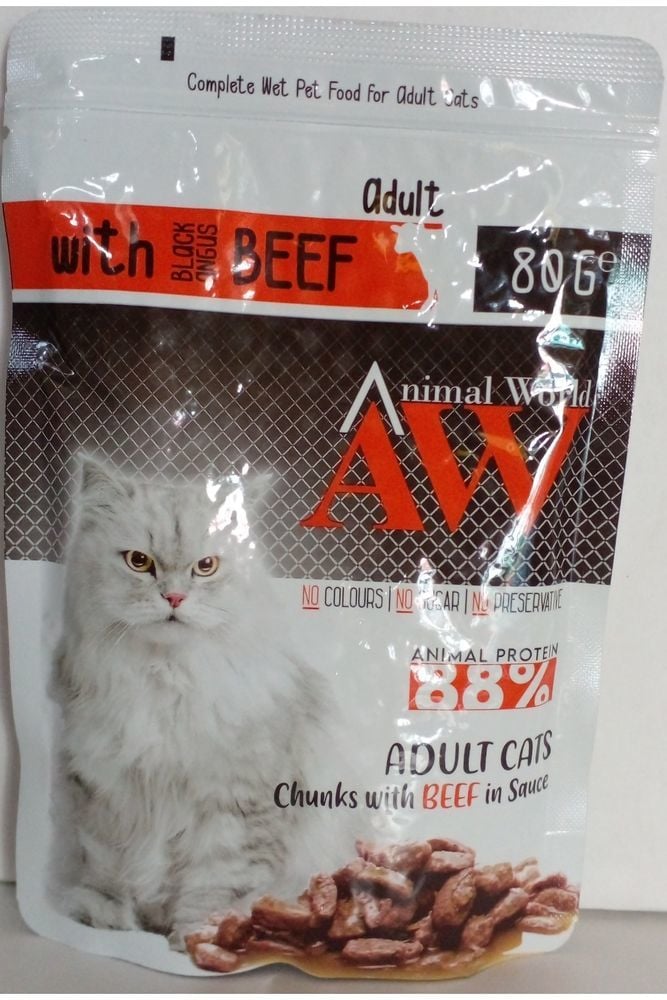 Complete Wet Pet Food For adult Cats
adult
with BLACK ANGUS BEEF
80Ge
Animal World
AW
NO COLOURS | NO SUGAR | NO PRESERVATIVE
ANIMAL PROTEIN
88%
ADULT CATS
Chunks with BEEF in Sauce